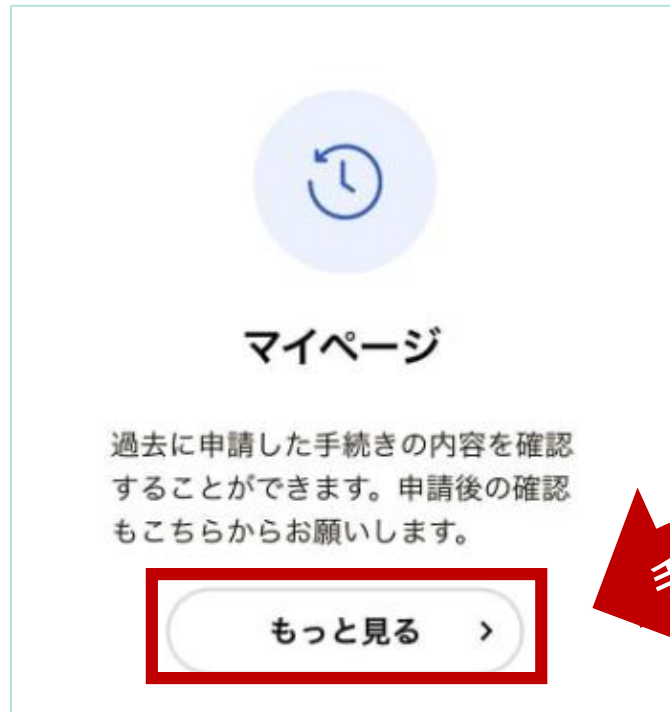 マイページ
過去に申請した手続きの内容を確認
することができます。申請後の確認
もこちらからお願いします。
もっと見る